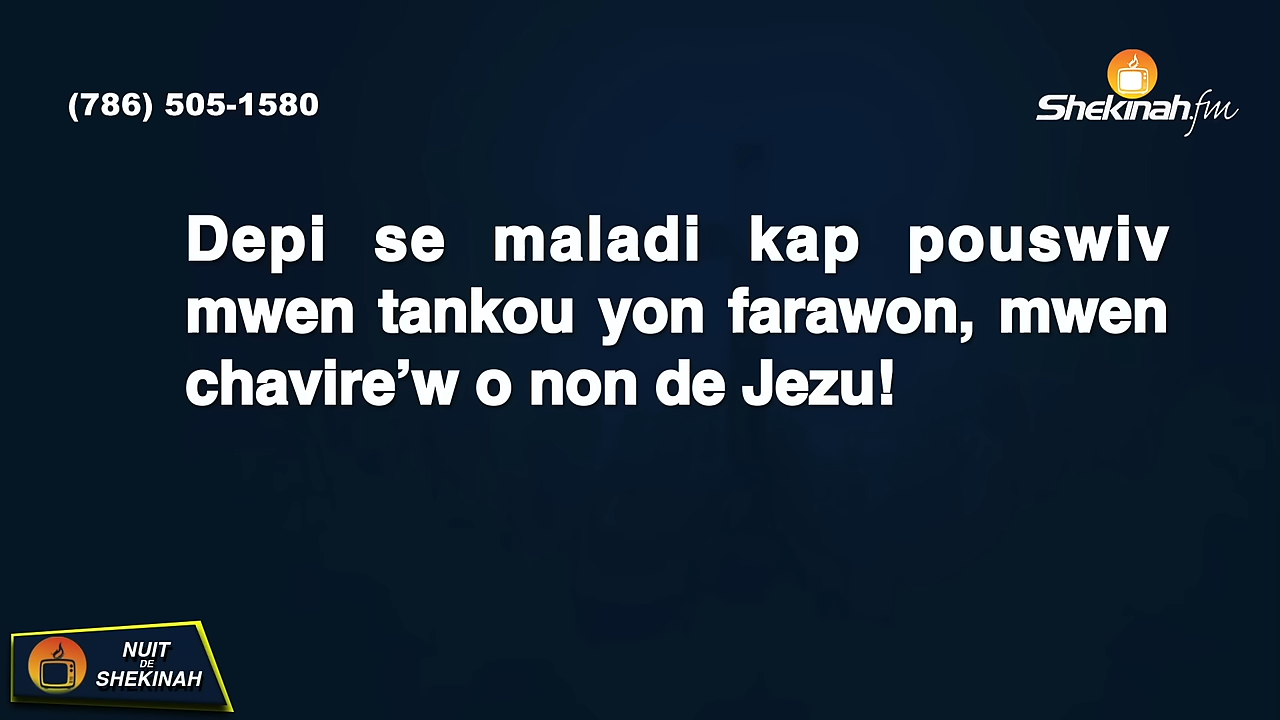 (786) 505-1580
Shekinah.fm
Depi se maladi kap pouswiv
mwen tankou yon farawon, mwen
chavire’w o non de Jezu!
NUIT
DE
SHEKINAH